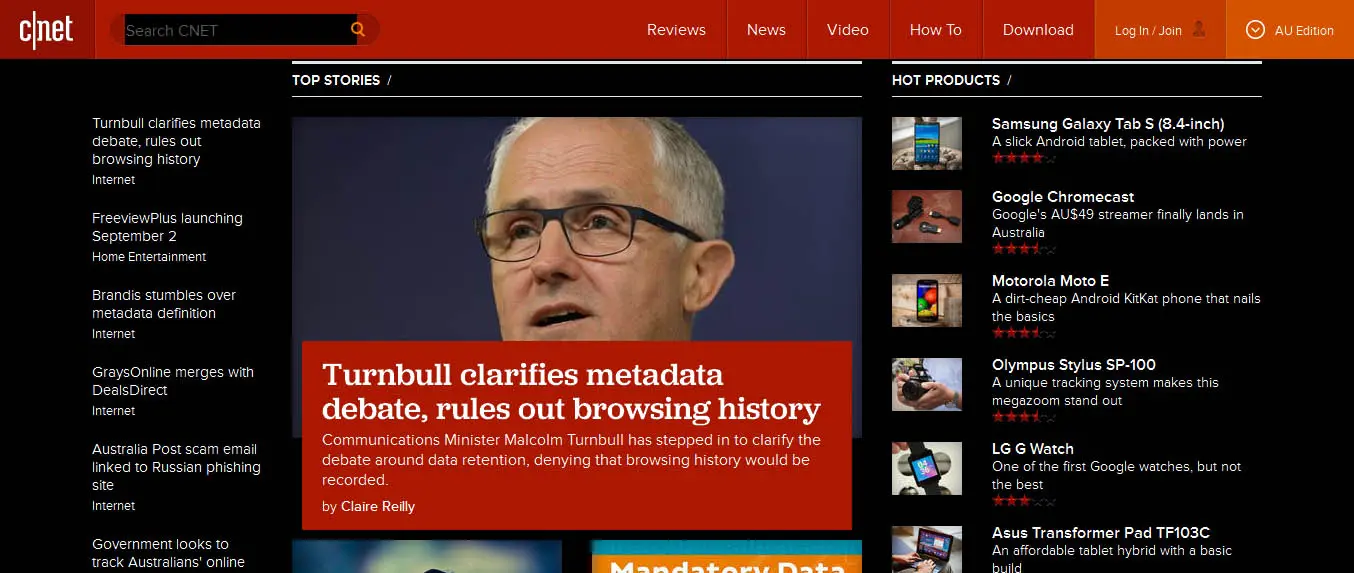 c|net
Search CNET
Reviews
News
Video
How To
Download
Log In / Join
AU Edition
Turnbull clarifies metadata
debate, rules out
browsing history
Internet
FreeviewPlus launching
September 2
Home Entertainment
Brandis stumbles over
metadata definition
Internet
GraysOnline merges with
DealsDirect
Internet
Australia Post scam email
linked to Russian phishing
site
Internet
Government looks to
track Australians' online
TOP STORIES /
Turnbull clarifies metadata
debate, rules out browsing history
Communications Minister Malcolm Turnbull has stepped in to clarify the
debate around data retention, denying that browsing history would be
recorded.
by Claire Reilly
Mandatory Data
HOT PRODUCTS /
Samsung Galaxy Tab S (8.4-inch)
A slick Android tablet, packed with power
Google Chromecast
Google's AU$49 streamer finally lands in
Australia
Motorola Moto E
A dirt-cheap Android KitKat phone that nails
the basics
Olympus Stylus SP-100
A unique tracking system makes this
megazoom stand out
LG G Watch
One of the first Google watches, but not
the best
Asus Transformer Pad TF103C
An affordable tablet hybrid with a basic
build